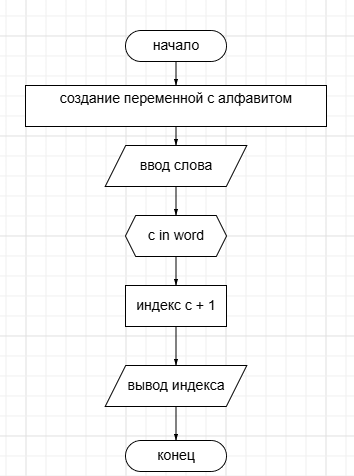 начало
создание переменной с алфавитом
ввод слова
c in word
индекс c + 1
вывод индекса
конец